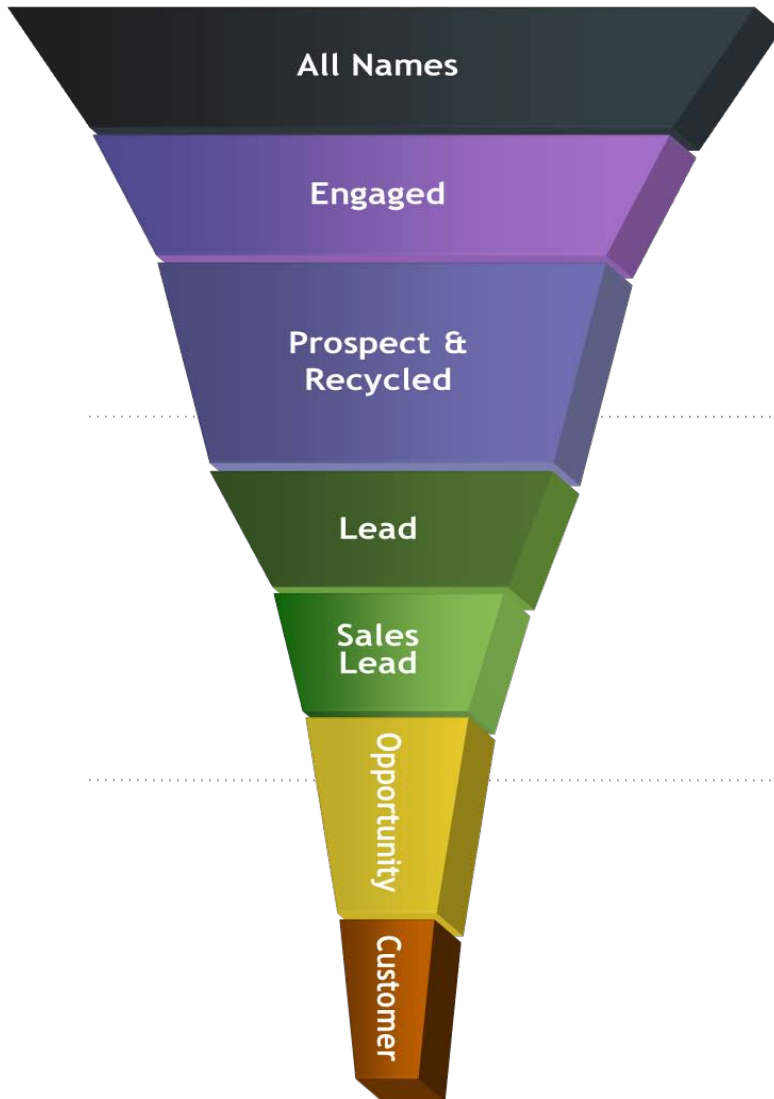 All Names
Engaged
Prospect &
Recycled
Lead
Sales
Lead
Opportunity
Customer